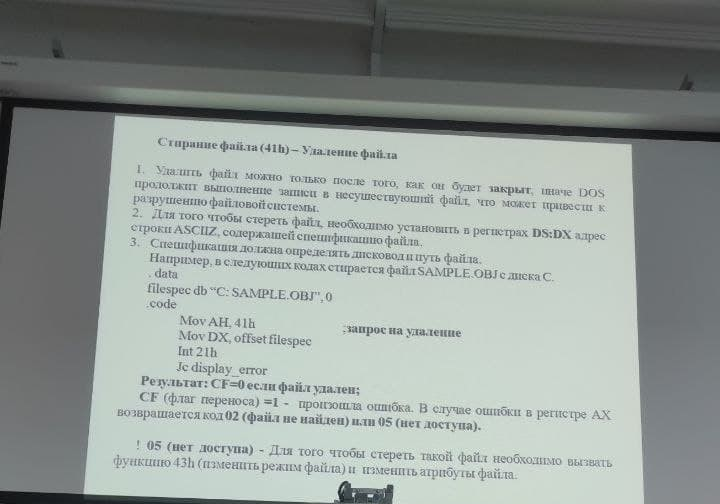 Стирание файла (41h) – Удаление файла
1. Удалить файл можно только после того, как он будет закрыт, иначе DOS
продолжит выполнение записи в несуществующий файл, что может привести к
разрушению файловой системы.
2. Для того чтобы стереть файл, необходимо установить в регистрах DS:DX адрес
строки ASCIIZ, содержащей спецификацию файла.
3. Спецификация должна определять дисковод и путь файла.
Например, в следующих кодах стирается файл SAMPLE.OBJ с диска C.
. data
filespec db “C: SAMPLE.OBJ”, 0
.code
Mov AH, 41h ;запрос на удаление
Mov DX, offset filespec
Int 21h
Jc display_error
Результат: CF=0 если файл удален;
CF (флаг переноса) =1 - произошла ошибка. В случае ошибки в регистре AX
возвращается код 02 (файл не найден) или 05 (нет доступа).
! 05 (нет доступа) - Для того чтобы стереть такой файл необходимо вызвать
функцию 43h (изменить режим файла) и изменить атрибуты файла.